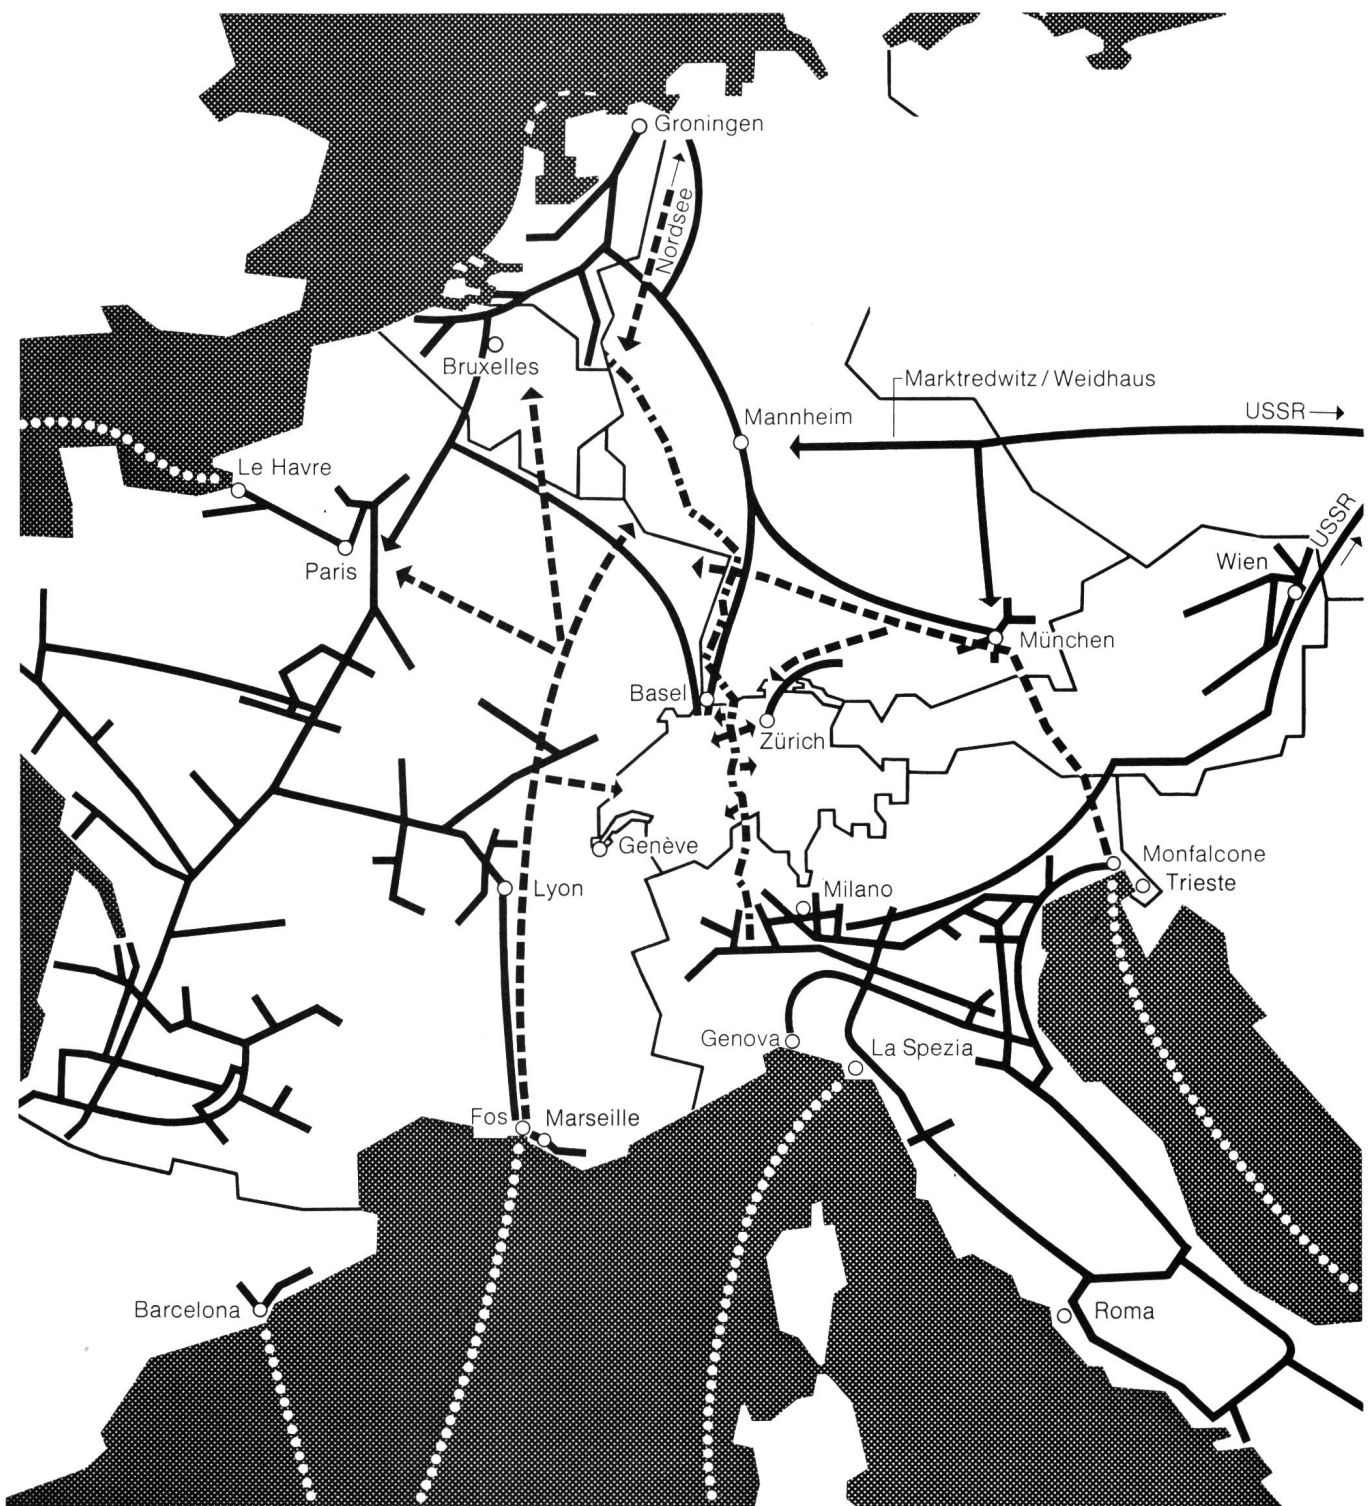 Groningen
Nordsee
Bruxelles
Marktredwitz / Weidhaus
USSR →
Mannheim
Le Havre
USSR →
Paris
Wien
München
Basel
Zürich
Genève
Monfalcone
Trieste
Lyon
Milano
Genova
La Spezia
Fos
Marseille
Barcelona
Roma